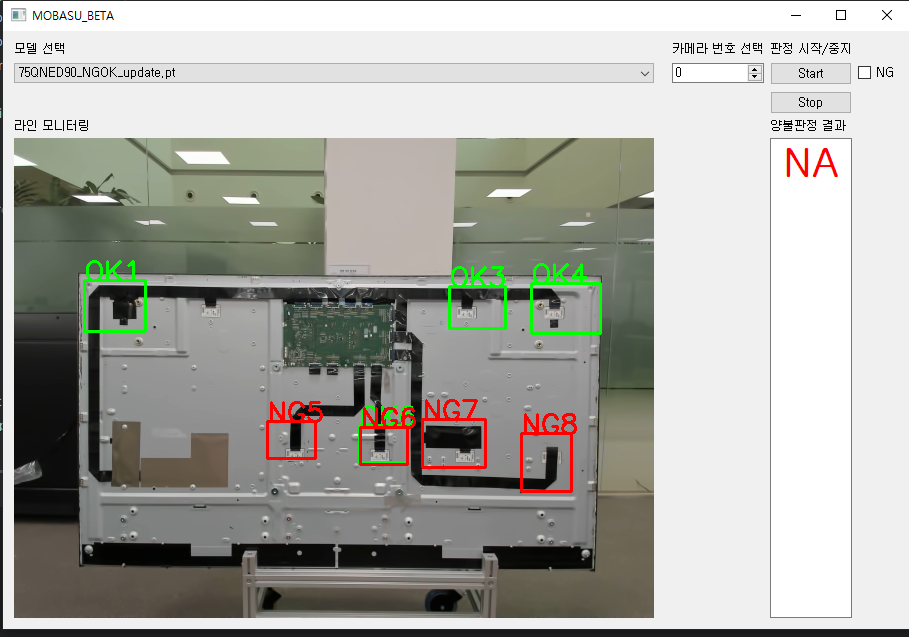 MOBASU_BETA
모델 선택
카메라 번호 선택 판정 시작/중지
75QNED90_NGOK_update.pt
0
Start
NG
Stop
라인 모니터링
양불판정 결과
NA
OK1
OK3
OK4
NG5
NG6
NG7
NG8